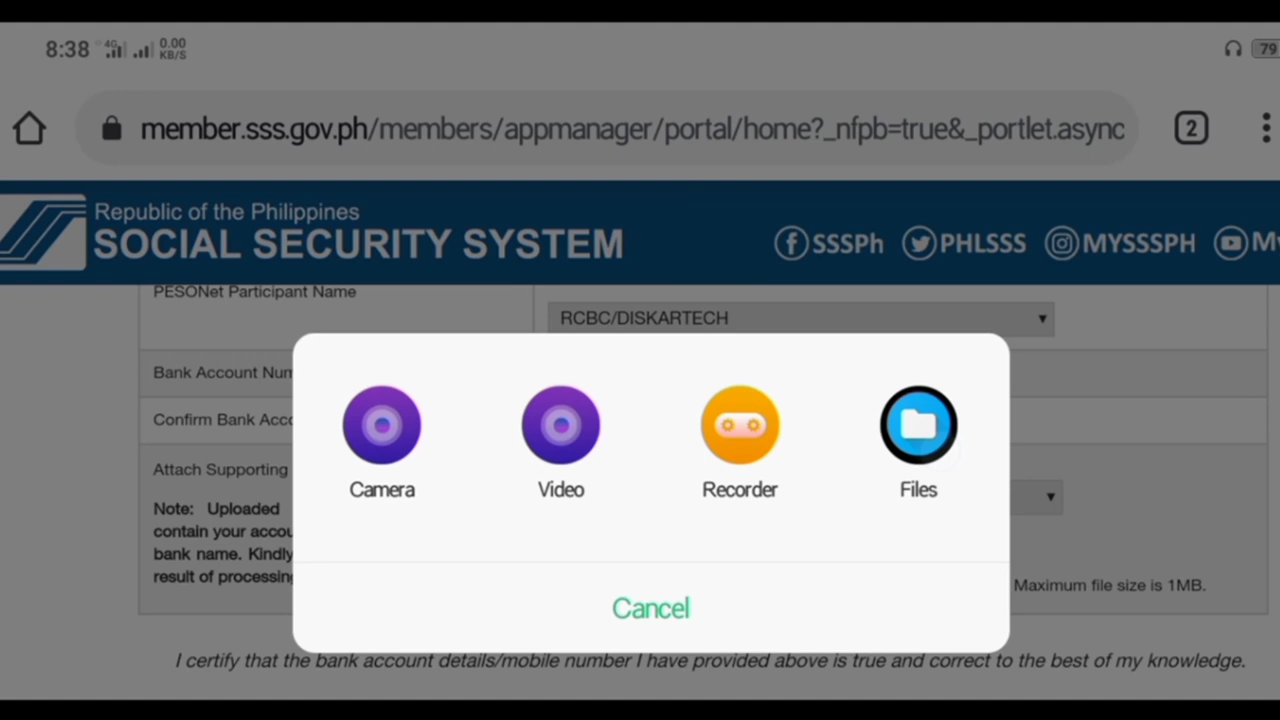 8:38 4G 0.00 KB/S 79
member.sss.gov.ph/members/appmanager/portal/home?_nfpb=true&_portlet.async 2
Republic of the Philippines
SOCIAL SECURITY SYSTEM SSSPh PHLSSS MYSSSPH
PESONet Participant Name
RCBC/DISKARTECH
Bank Account
Confirm Bank
Attach Supporting
Note: Uploaded
contain your
bank name. Kindly
result of
Maximum file size is 1MB.
Camera Video Recorder Files
Cancel
I certify that the bank account details/mobile number I have provided above is true and correct to the best of my knowledge.